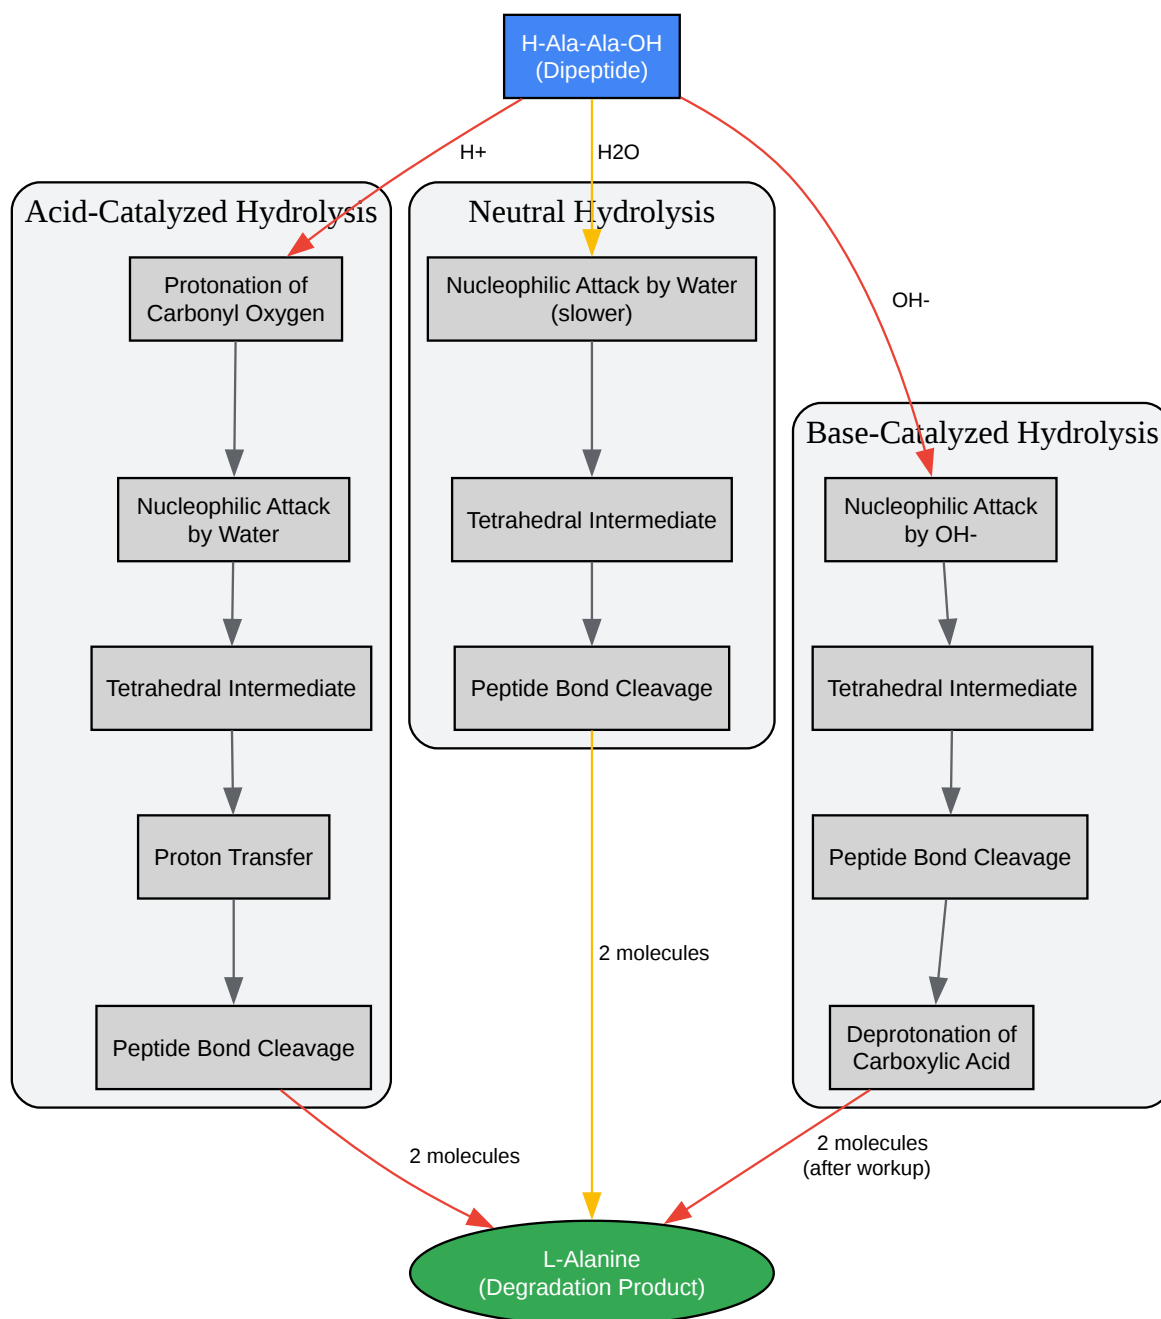 H-Ala-Ala-OH
(Dipeptide)
H+
H2O
OH-
Acid-Catalyzed Hydrolysis
Protonation of
Carbonyl Oxygen
Nucleophilic Attack
by Water
Tetrahedral Intermediate
Proton Transfer
Peptide Bond Cleavage
2 molecules
Neutral Hydrolysis
Nucleophilic Attack by Water
(slower)
Tetrahedral Intermediate
Peptide Bond Cleavage
2 molecules
Base-Catalyzed Hydrolysis
Nucleophilic Attack
by OH-
Tetrahedral Intermediate
Peptide Bond Cleavage
Deprotonation of
Carboxylic Acid
2 molecules
(after workup)
L-Alanine
(Degradation Product)